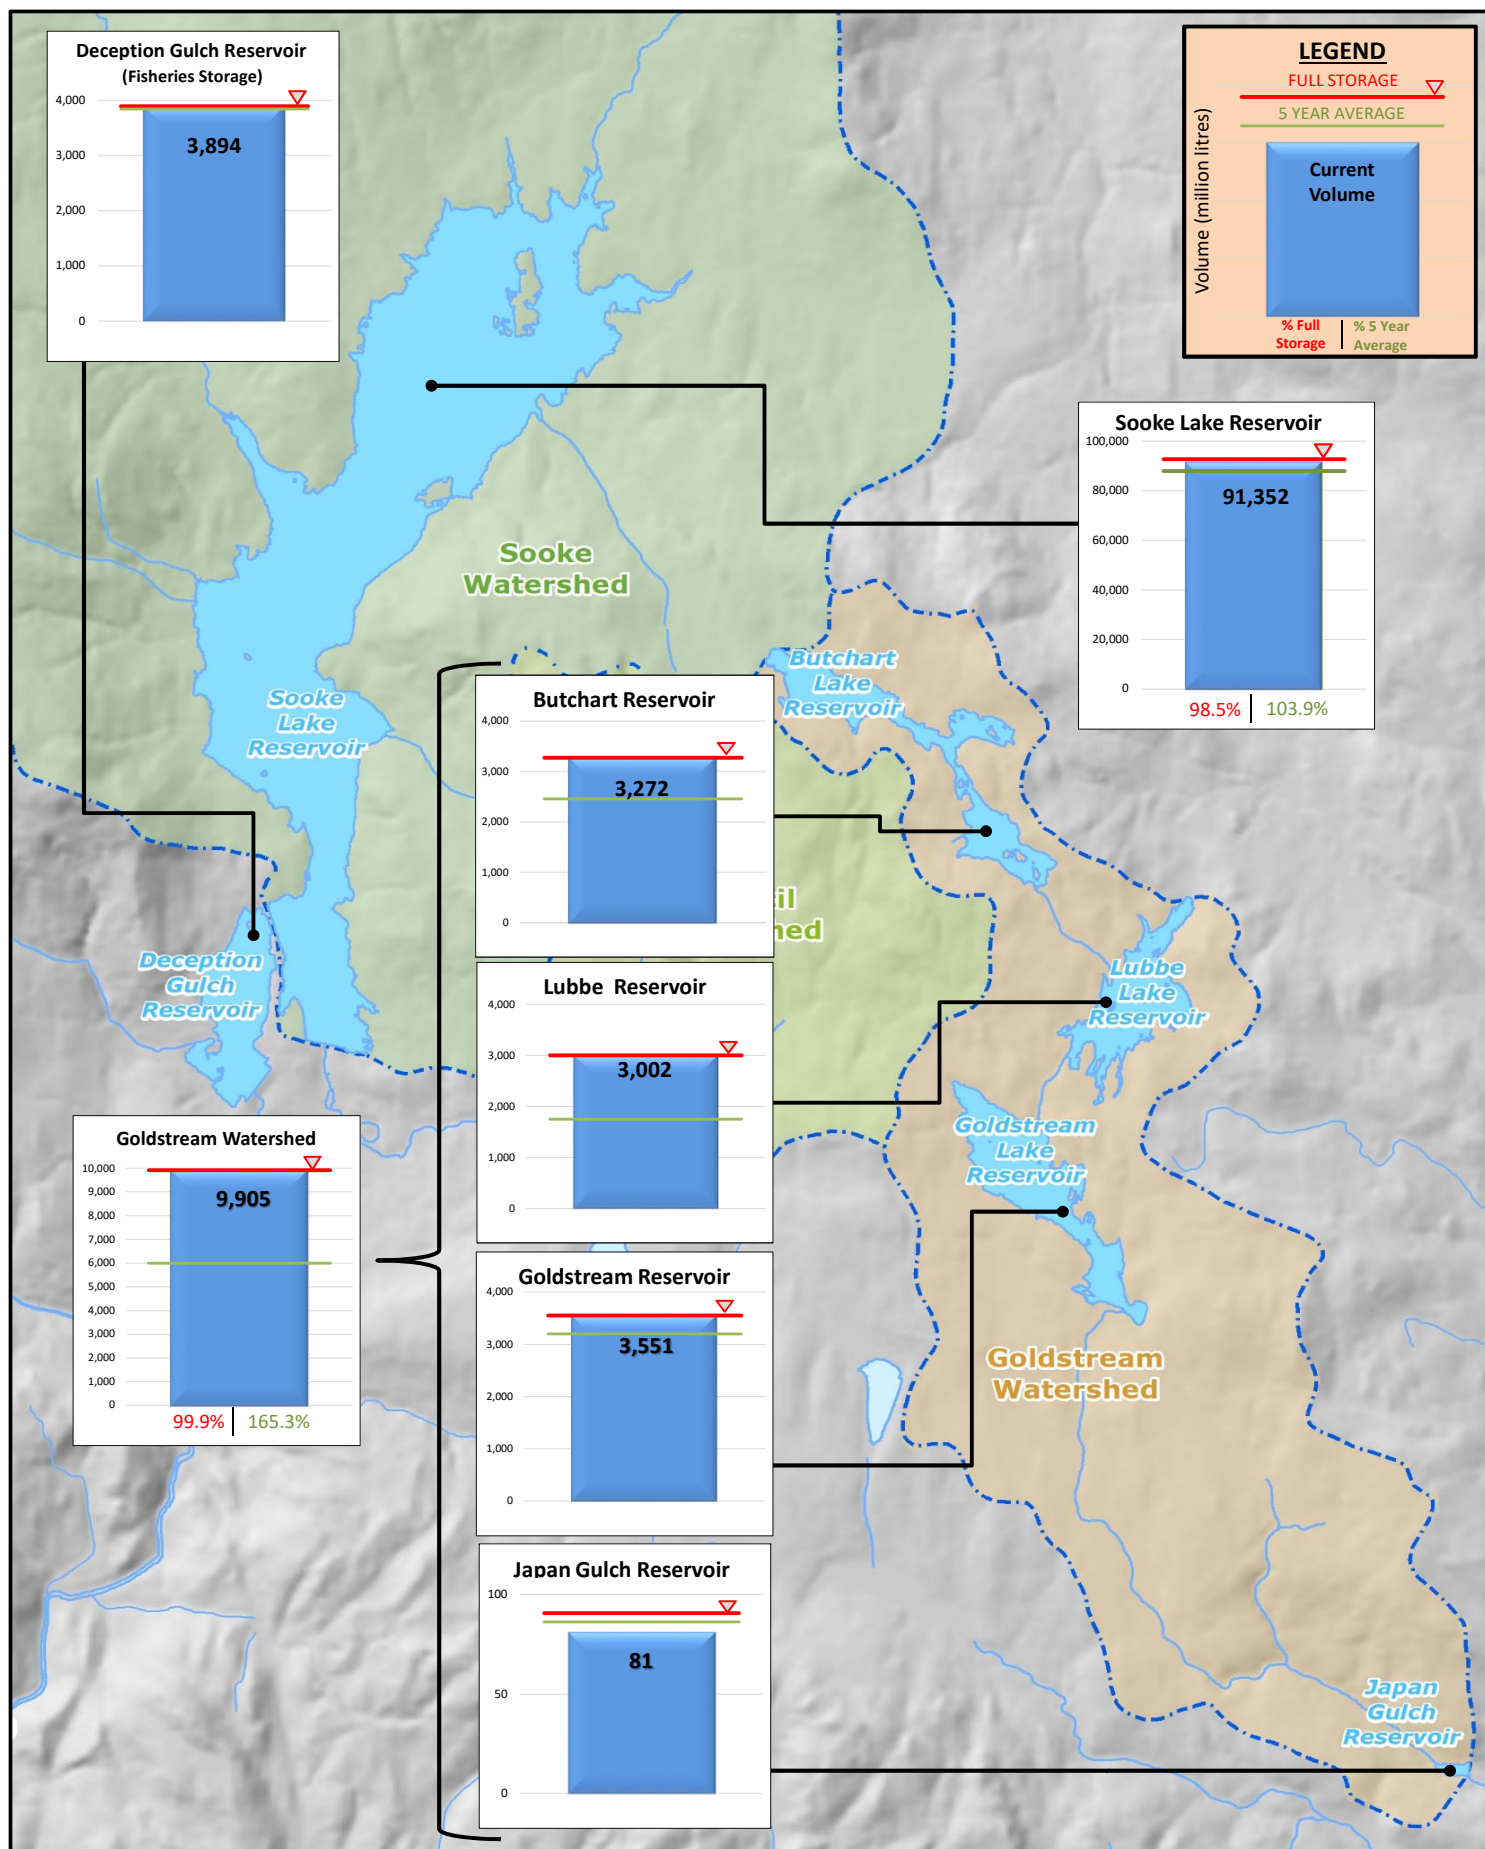 Deception Gulch Reservoir
(Fisheries Storage)
4,000
3,000
2,000
1,000
0
3,894
LEGEND
FULL STORAGE
5 YEAR AVERAGE
Volume (million litres)
Current
Volume
% Full
Storage
% 5 Year
Average
Sooke Lake Reservoir
100,000
80,000
60,000
40,000
20,000
0
91,352
98.5%
103.9%
Sooke
Watershed
Sooke
Lake
Reservoir
Butchart
Lake
Reservoir
Butchart Reservoir
4,000
3,000
2,000
1,000
0
3,272
il
hed
Deception
Gulch
Reservoir
Lubbe
Lake
Reservoir
Lubbe Reservoir
4,000
3,000
2,000
1,000
0
3,002
Goldstream
Lake
Reservoir
Goldstream Watershed
10,000
9,000
8,000
7,000
6,000
5,000
4,000
3,000
2,000
1,000
0
9,905
99.9%
165.3%
Goldstream Reservoir
4,000
3,000
2,000
1,000
0
3,551
Goldstream
Watershed
Japan Gulch Reservoir
100
50
0
81
Japan
Gulch
Reservoir